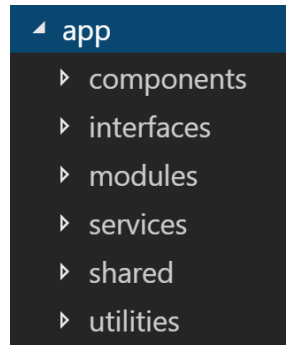 app
components
interfaces
modules
services
shared
utilities